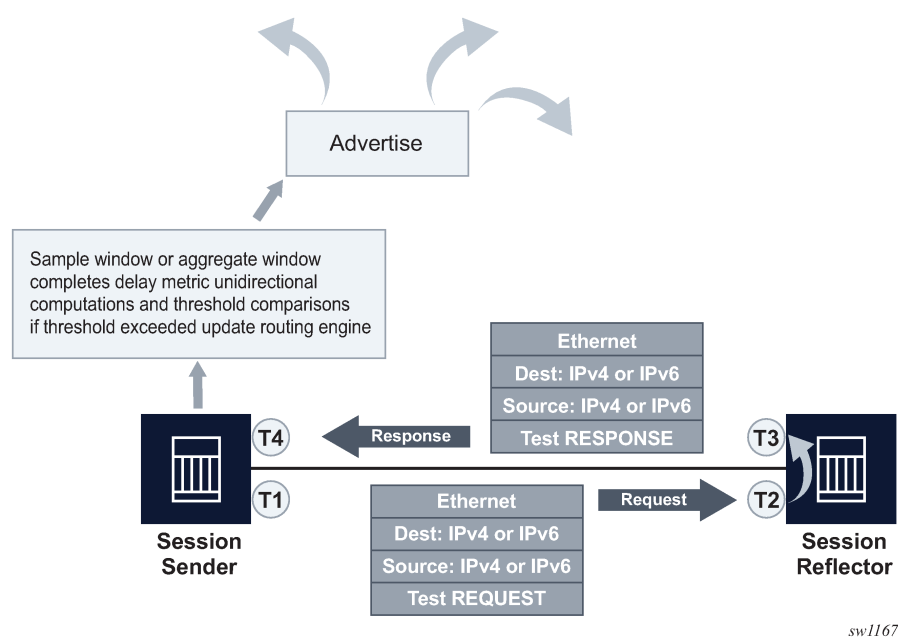 Advertise
Sample window or aggregate window
completes delay metric unidirectional
computations and threshold comparisons
if threshold exceeded update routing engine
Ethernet
Dest: IPv4 or IPv6
Source: IPv4 or IPv6
Test RESPONSE
T4
Response
T3
T1
Ethernet
Dest: IPv4 or IPv6
Source: IPv4 or IPv6
Test REQUEST
Request
T2
Session
Sender
Session
Reflector
sw1167